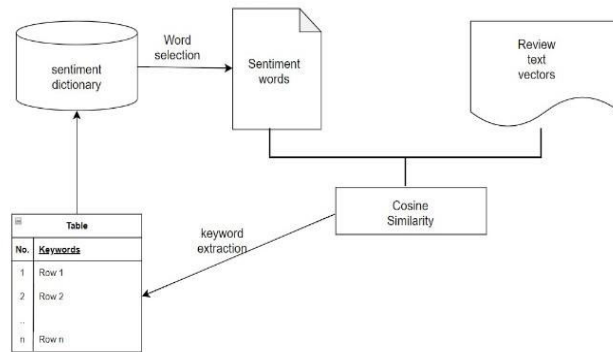 sentiment
dictionary
Word
selection
Sentiment
words
Review
text
vectors
Cosine
Similarity
keyword
extraction
Table
No. Keywords
1 Row 1
2 Row 2
..
n Row n